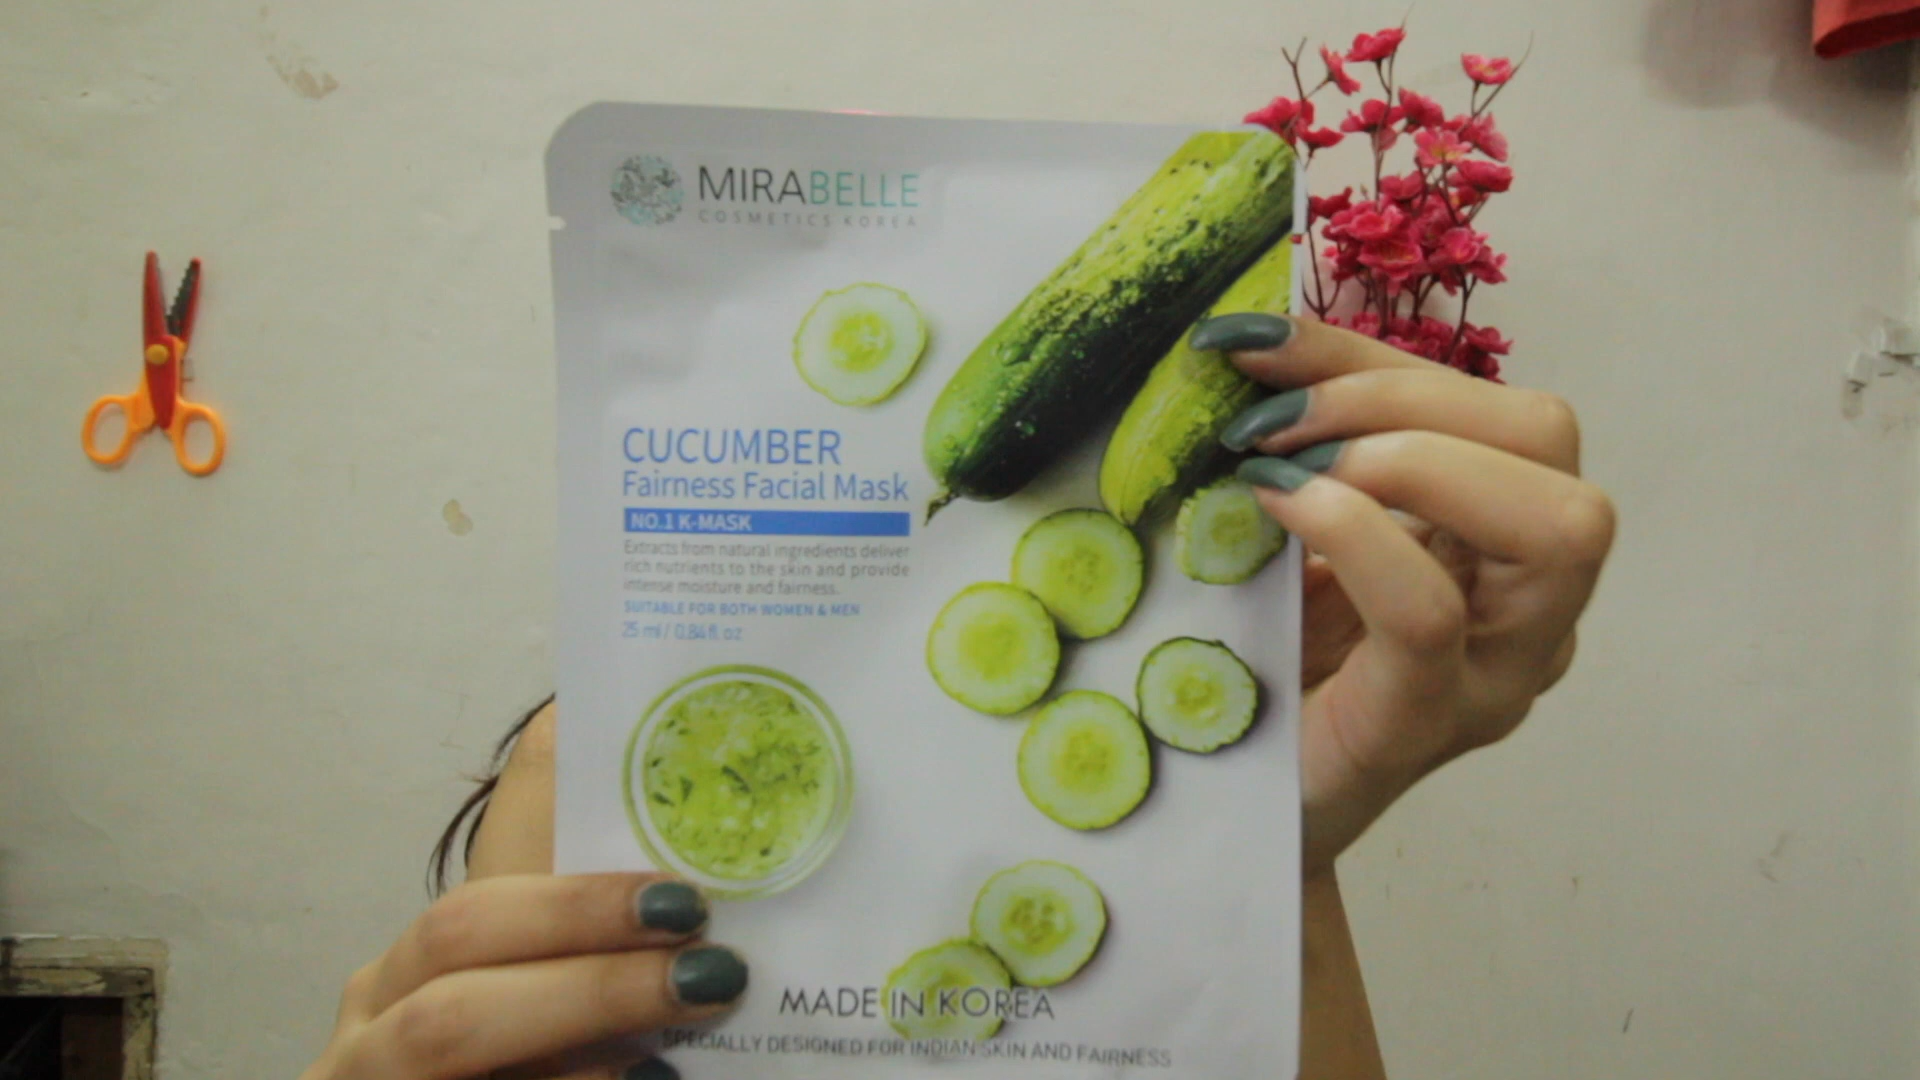 MIRABELLE
COSMETICS KOREA
CUCUMBER
Fairness Facial Mask
NO.1 K-MASK
Extracts from natural ingredients deliver
rich nutrients to the skin and provide
intense moisture and fairness.
SUITABLE FOR BOTH WOMEN & MEN
25 ml / 0.84 fl. oz
MADE IN KOREA
SPECIALLY DESIGNED FOR INDIAN SKIN AND FAIRNESS